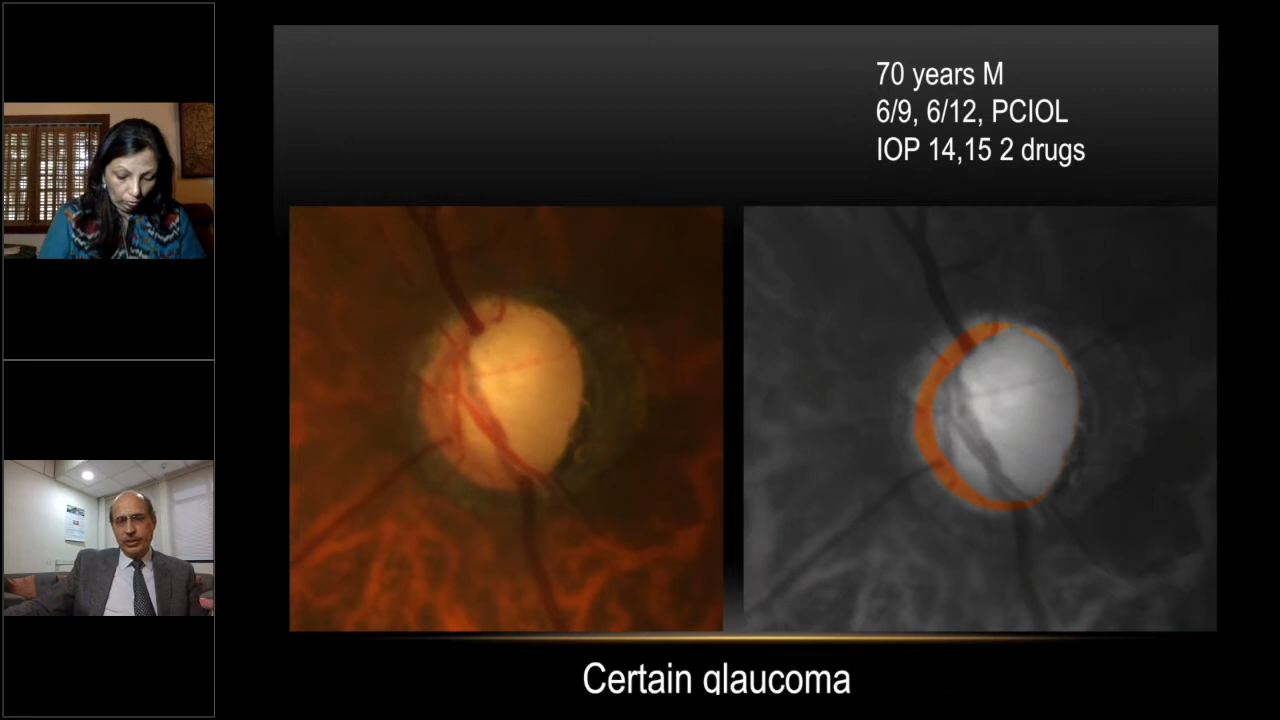 70 years M
6/9, 6/12, PCIOL
IOP 14,15 2 drugs
Certain glaucoma